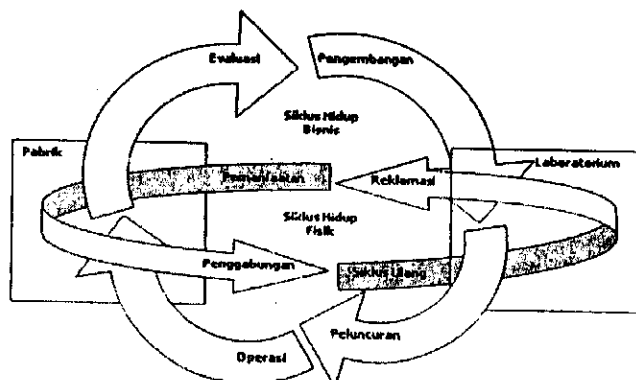 Evaluasi
Pengembangan
Siklus Hidup
Bisnis
Pabrik
Laboratorium
Pemanfaatan
Reklamasi
Siklus Hidup
Fisik
Penggabungan
Siklus Ulang
Peluncuran
Operasi